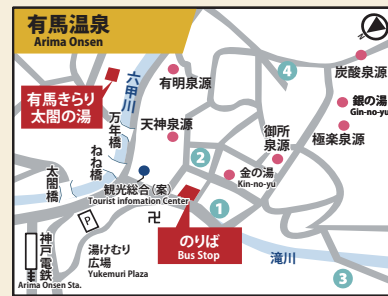 有馬温泉
Arima Onsen
六甲川
有明泉源
炭酸泉源
4
銀の湯
Gin-no-yu
有馬きらり
太閤の湯
万年橋
天神泉源
御所
泉源
極楽泉源
ねね橋
2
金の湯
Kin-no-yu
太閤橋
観光総合(案)
Tourist infomation Center
1
P
卍
のりば
Bus Stop
滝川
神戸電鉄
湯けむり
広場
Yukemuri Plaza
3
Arima Onsen Sta.